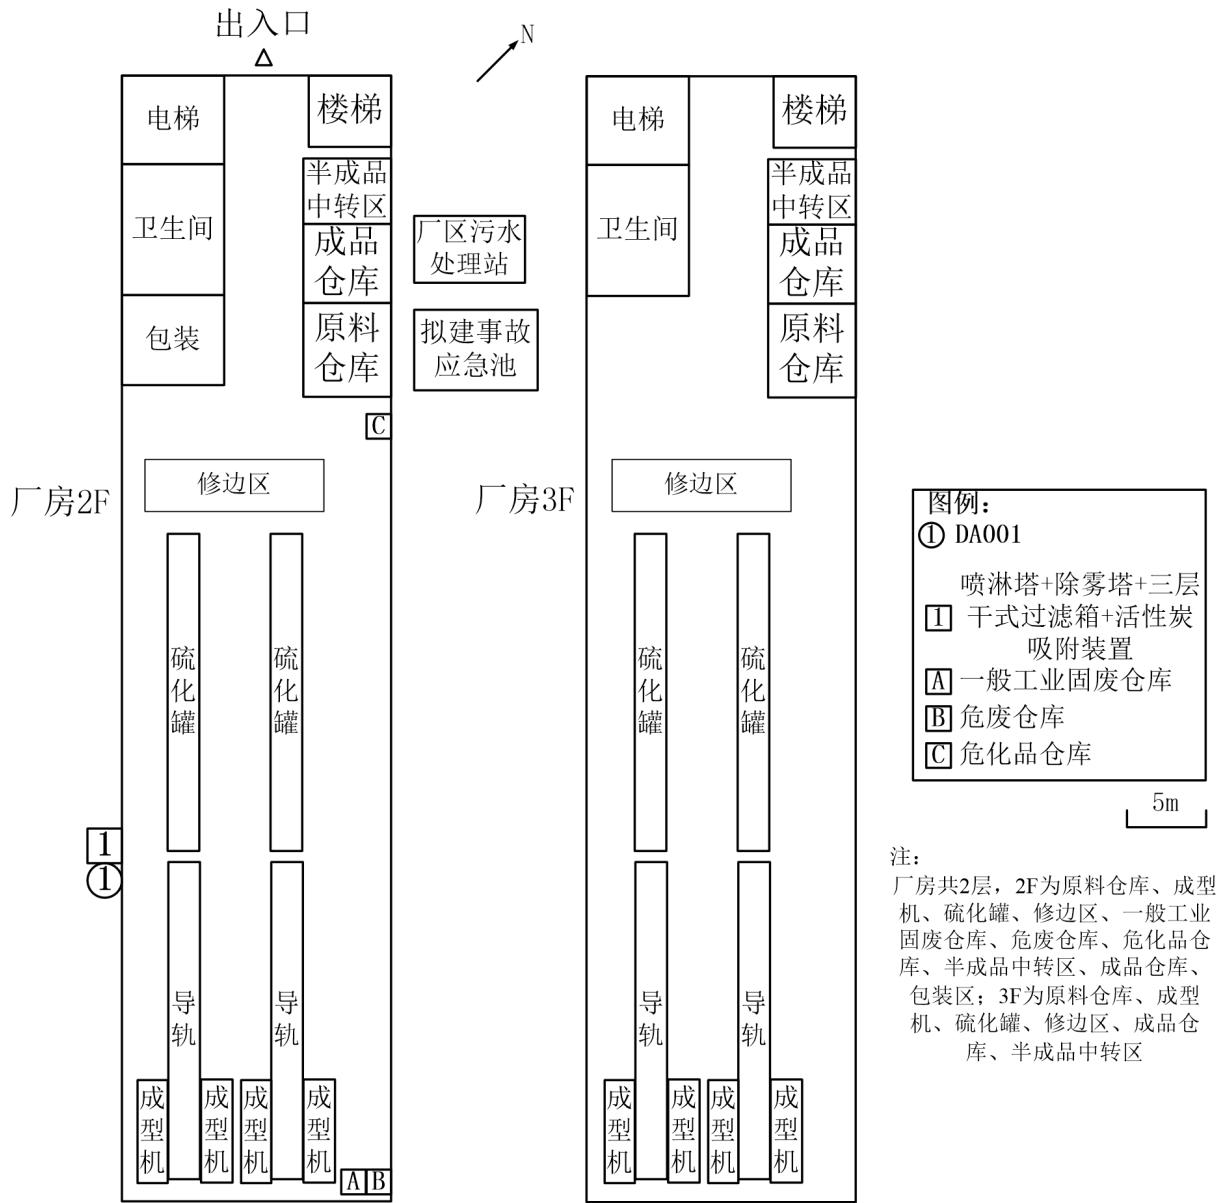 出入口
N
电梯
楼梯
卫生间
半成品
中转区
成品
仓库
包装
原料
仓库
C
厂区污水
处理站
拟建事故
应急池
厂房2F
修边区
硫化罐
硫化罐
1
①
导轨
导轨
成型机
成型机
成型机
成型机
A
B
电梯
楼梯
卫生间
半成品
中转区
成品
仓库
原料
仓库
厂房3F
修边区
硫化罐
硫化罐
导轨
导轨
成型机
成型机
成型机
成型机
图例：
① DA001
喷淋塔+除雾塔+三层
1 干式过滤箱+活性炭
吸附装置
A 一般工业固废仓库
B 危废仓库
C 危化品仓库
5m
注：
厂房共2层，2F为原料仓库、成型
机、硫化罐、修边区、一般工业
固废仓库、危废仓库、危化品仓
库、半成品中转区、成品仓库、
包装区；3F为原料仓库、成型
机、硫化罐、修边区、成品仓
库、半成品中转区